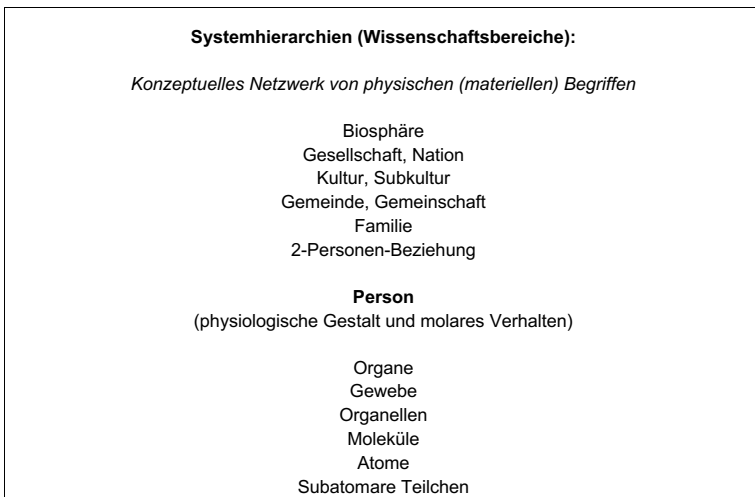 Systemhierarchien (Wissenschaftsbereiche):
Konzeptuelles Netzwerk von physischen (materiellen) Begriffen
Biosphäre
Gesellschaft, Nation
Kultur, Subkultur
Gemeinde, Gemeinschaft
Familie
2-Personen-Beziehung
Person
(physiologische Gestalt und molares Verhalten)
Organe
Gewebe
Organellen
Moleküle
Atome
Subatomare Teilchen